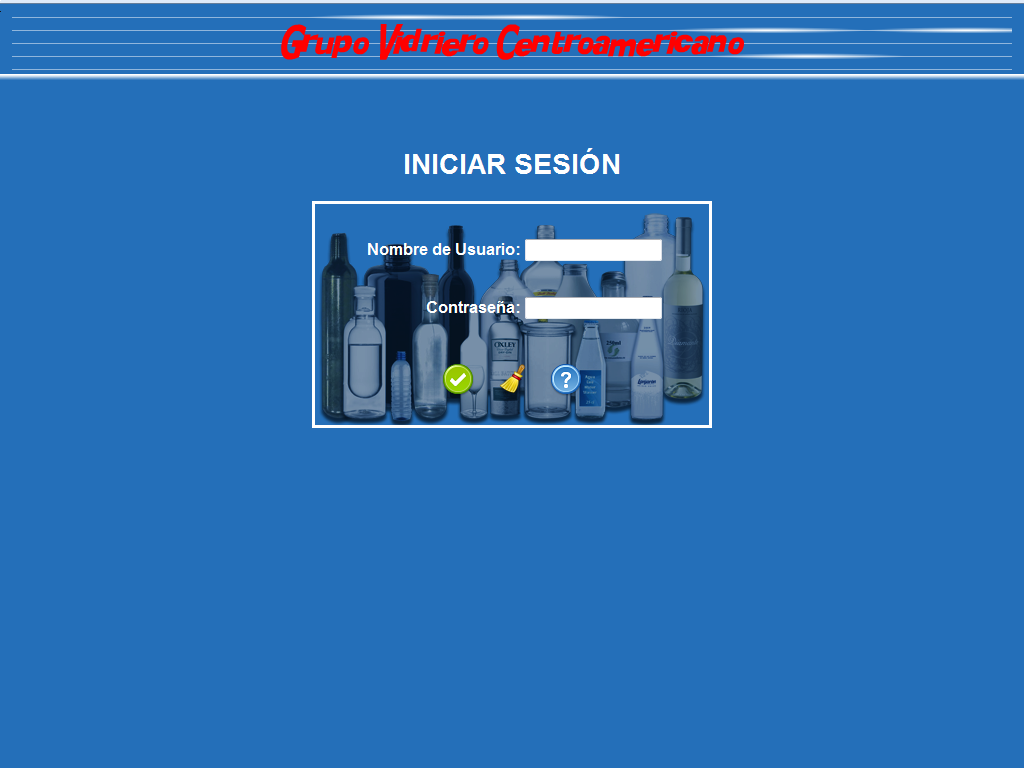 Grupo Vidriero Centroamericano
INICIAR SESIÓN
Nombre de Usuario:
Contraseña:
OXLEY